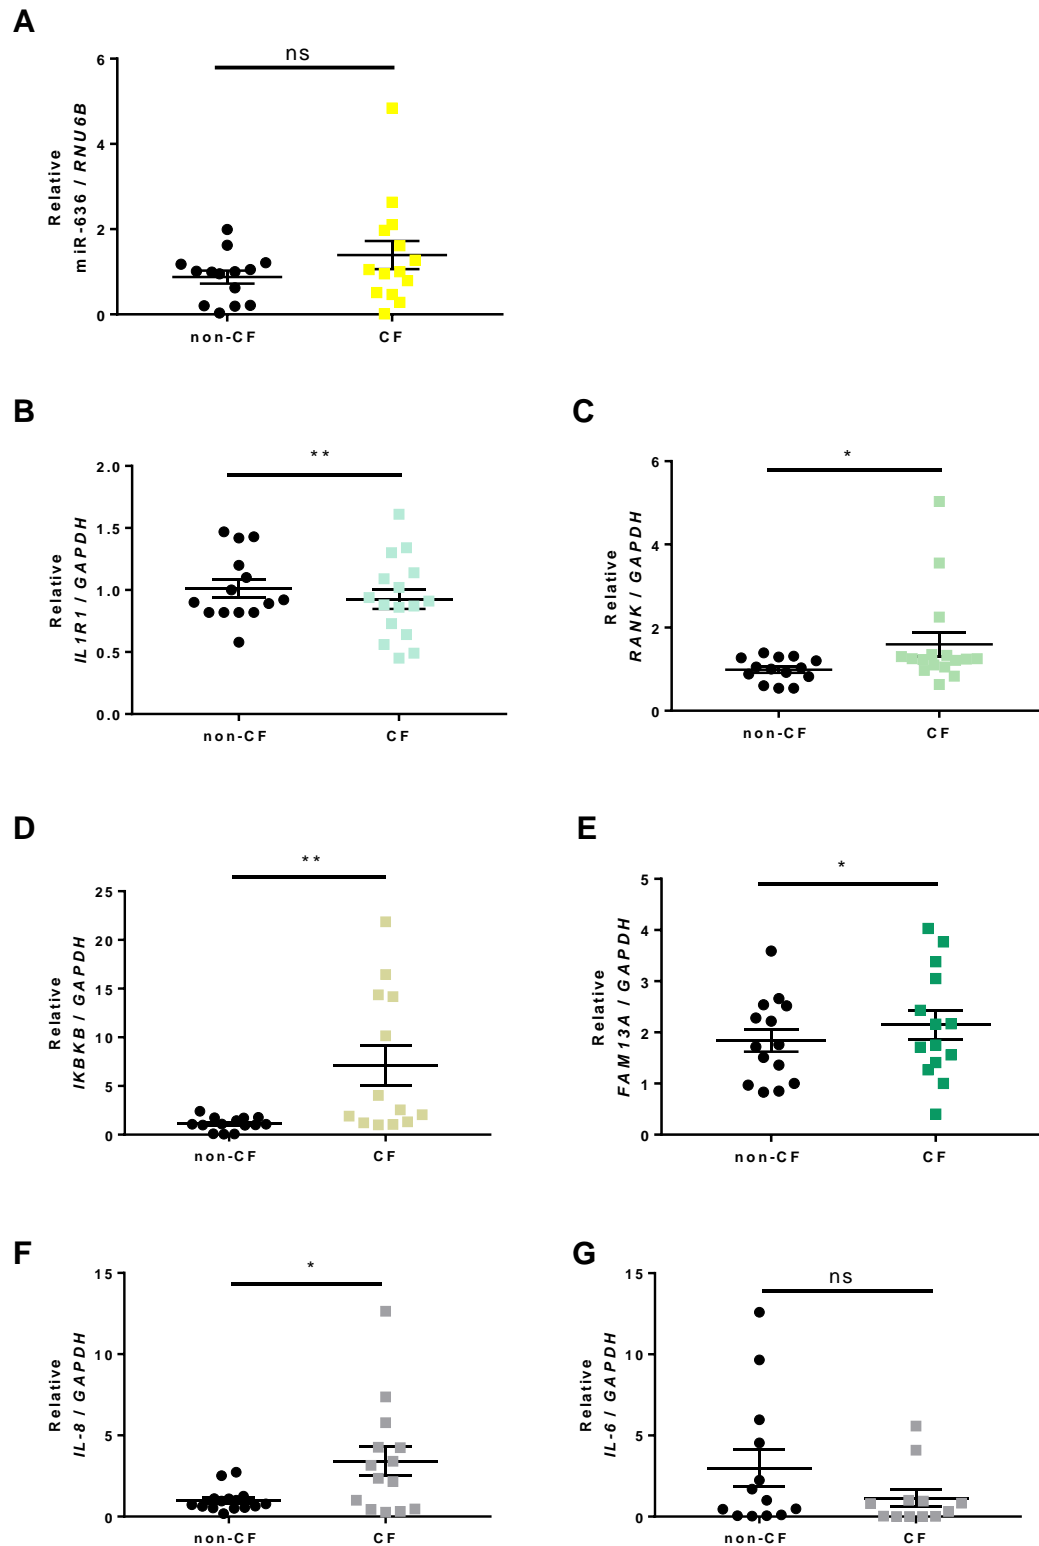 A
ns
6
4
2
0
Relative
miR-636 / RNU6B
non-CF
CF
B
**
2.0
1.5
1.0
0.5
0.0
Relative
IL1R1 / GAPDH
non-CF
CF
C
*
6
4
2
0
Relative
RANK / GAPDH
non-CF
CF
D
**
25
20
15
10
5
0
Relative
IKBKB / GAPDH
non-CF
CF
E
*
5
4
3
2
1
0
Relative
FAM13A / GAPDH
non-CF
CF
F
*
15
10
5
0
Relative
IL-8 / GAPDH
non-CF
CF
G
ns
15
10
5
0
Relative
IL-6 / GAPDH
non-CF
CF